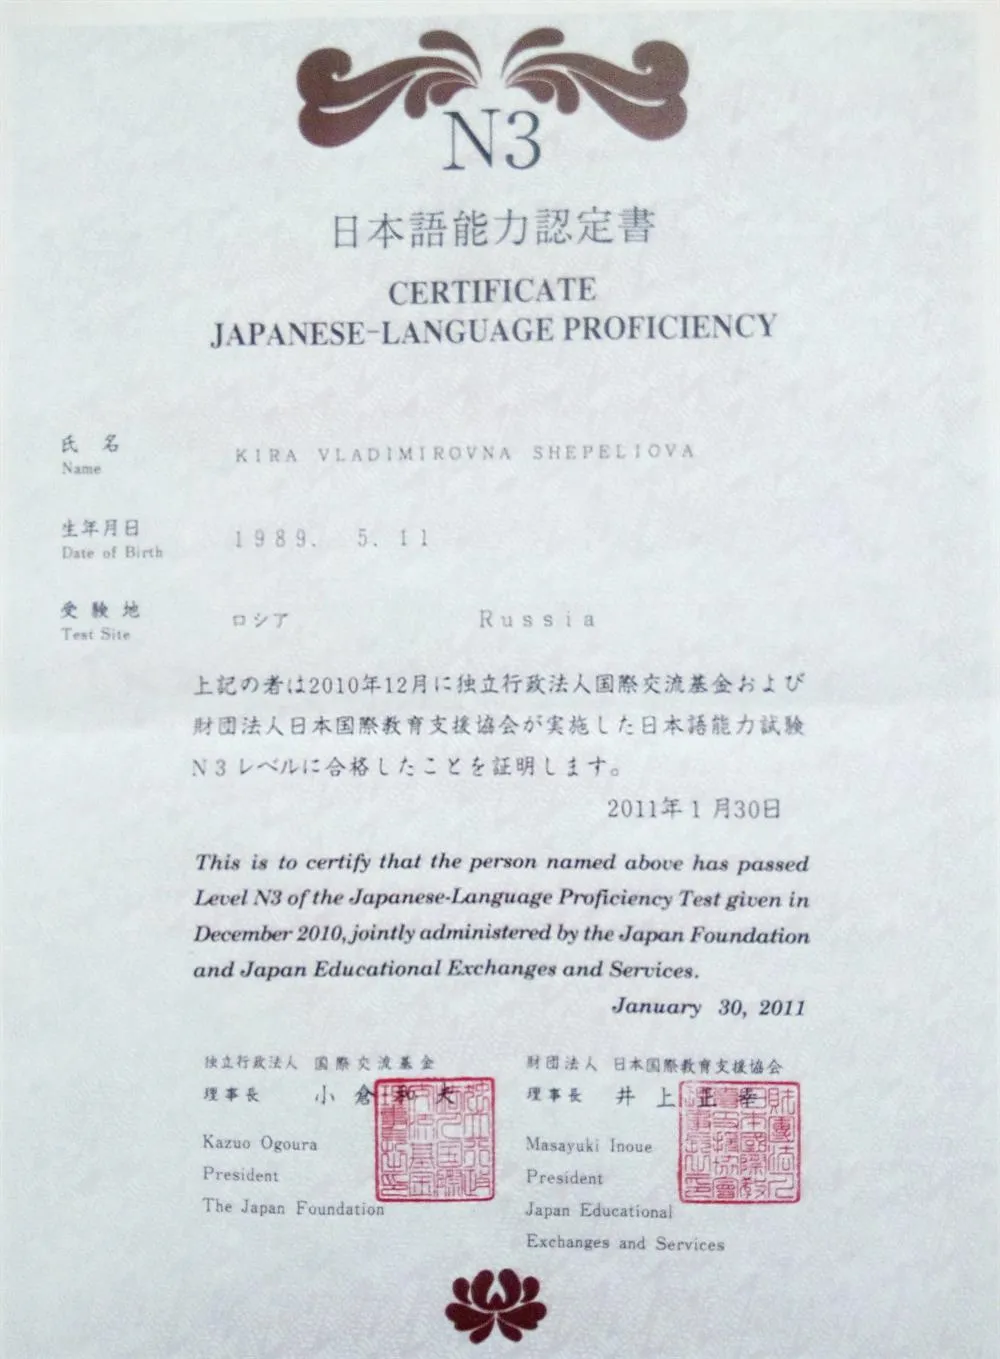 N3
日本語能力認定書
CERTIFICATE
JAPANESE-LANGUAGE PROFICIENCY
氏 名
Name
KIRA VLADIMIROVNA SHEPELIOVA
生年月日
Date of Birth
1989. 5. 11
受 験 地
Test Site
ロシア Russia
上記の者は2010年12月に独立行政法人国際交流基金および
財団法人日本国際教育支援協会が実施した日本語能力試験
N3レベルに合格したことを証明します。
2011年1月30日
This is to certify that the person named above has passed
Level N3 of the Japanese-Language Proficiency Test given in
December 2010, jointly administered by the Japan Foundation
and Japan Educational Exchanges and Services.
January 30, 2011
独立行政法人 国際交流基金
理事長 小倉和夫
Kazuo Ogoura
President
The Japan Foundation
財団法人 日本国際教育支援協会
理事長 井上正幸
Masayuki Inoue
President
Japan Educational
Exchanges and Services